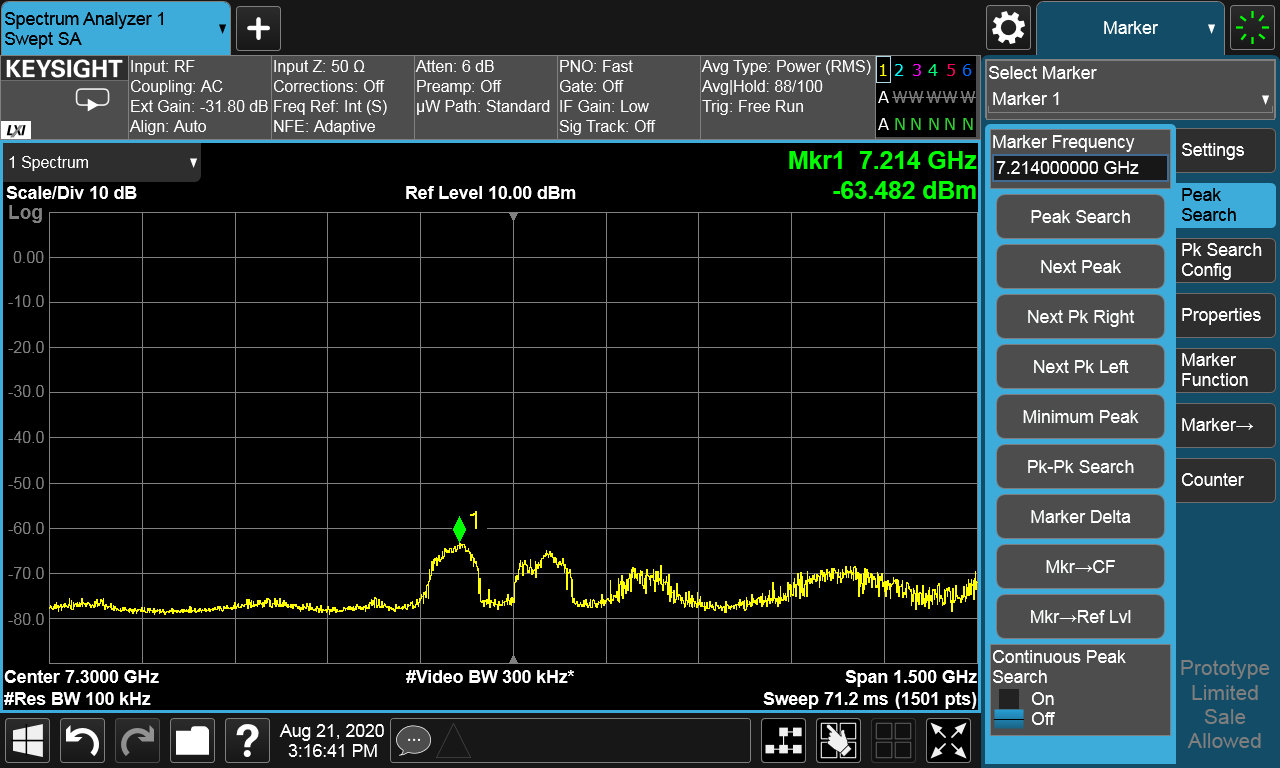 Spectrum Analyzer 1
Swept SA
Marker
KEYSIGHT
LXI
Input: RF
Coupling: AC
Ext Gain: -31.80 dB
Align: Auto
Input Z: 50 Ω
Corrections: Off
Freq Ref: Int (S)
NFE: Adaptive
Atten: 6 dB
Preamp: Off
µW Path: Standard
PNO: Fast
Gate: Off
IF Gain: Low
Sig Track: Off
Avg Type: Power (RMS)
Avg|Hold: 88/100
Trig: Free Run
1 2 3 4 5 6
A W W W W W
A N N N N N
Select Marker
Marker 1
1 Spectrum
Mkr1 7.214 GHz
-63.482 dBm
Scale/Div 10 dB
Ref Level 10.00 dBm
Log
0.00
-10.0
-20.0
-30.0
-40.0
-50.0
-60.0
-70.0
-80.0
1
Center 7.3000 GHz
#Video BW 300 kHz*
Span 1.500 GHz
#Res BW 100 kHz
Sweep 71.2 ms (1501 pts)
Marker Frequency
7.214000000 GHz
Peak Search
Next Peak
Next Pk Right
Next Pk Left
Minimum Peak
Pk-Pk Search
Marker Delta
Mkr→CF
Mkr→Ref Lvl
Continuous Peak
Search
On
Off
Settings
Peak
Search
Pk Search
Config
Properties
Marker
Function
Marker→
Counter
Prototype
Limited
Sale
Allowed
?
Aug 21, 2020
3:16:41 PM